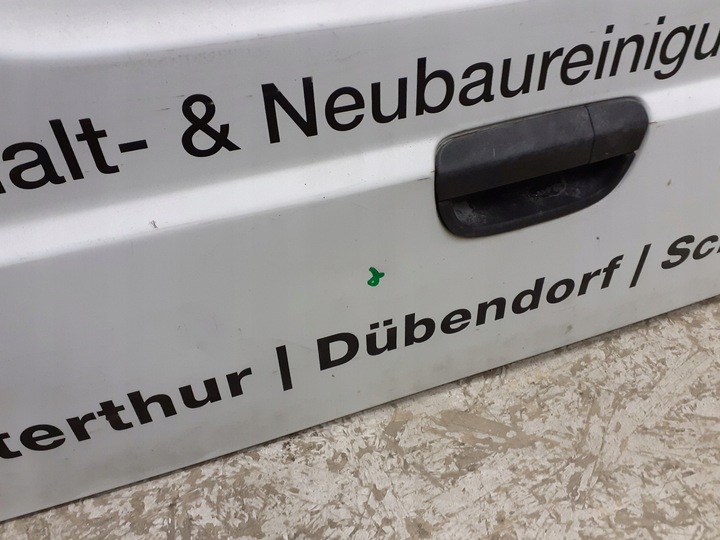 alt- & Neubaureinigu
terthur | Dübendorf | Sc